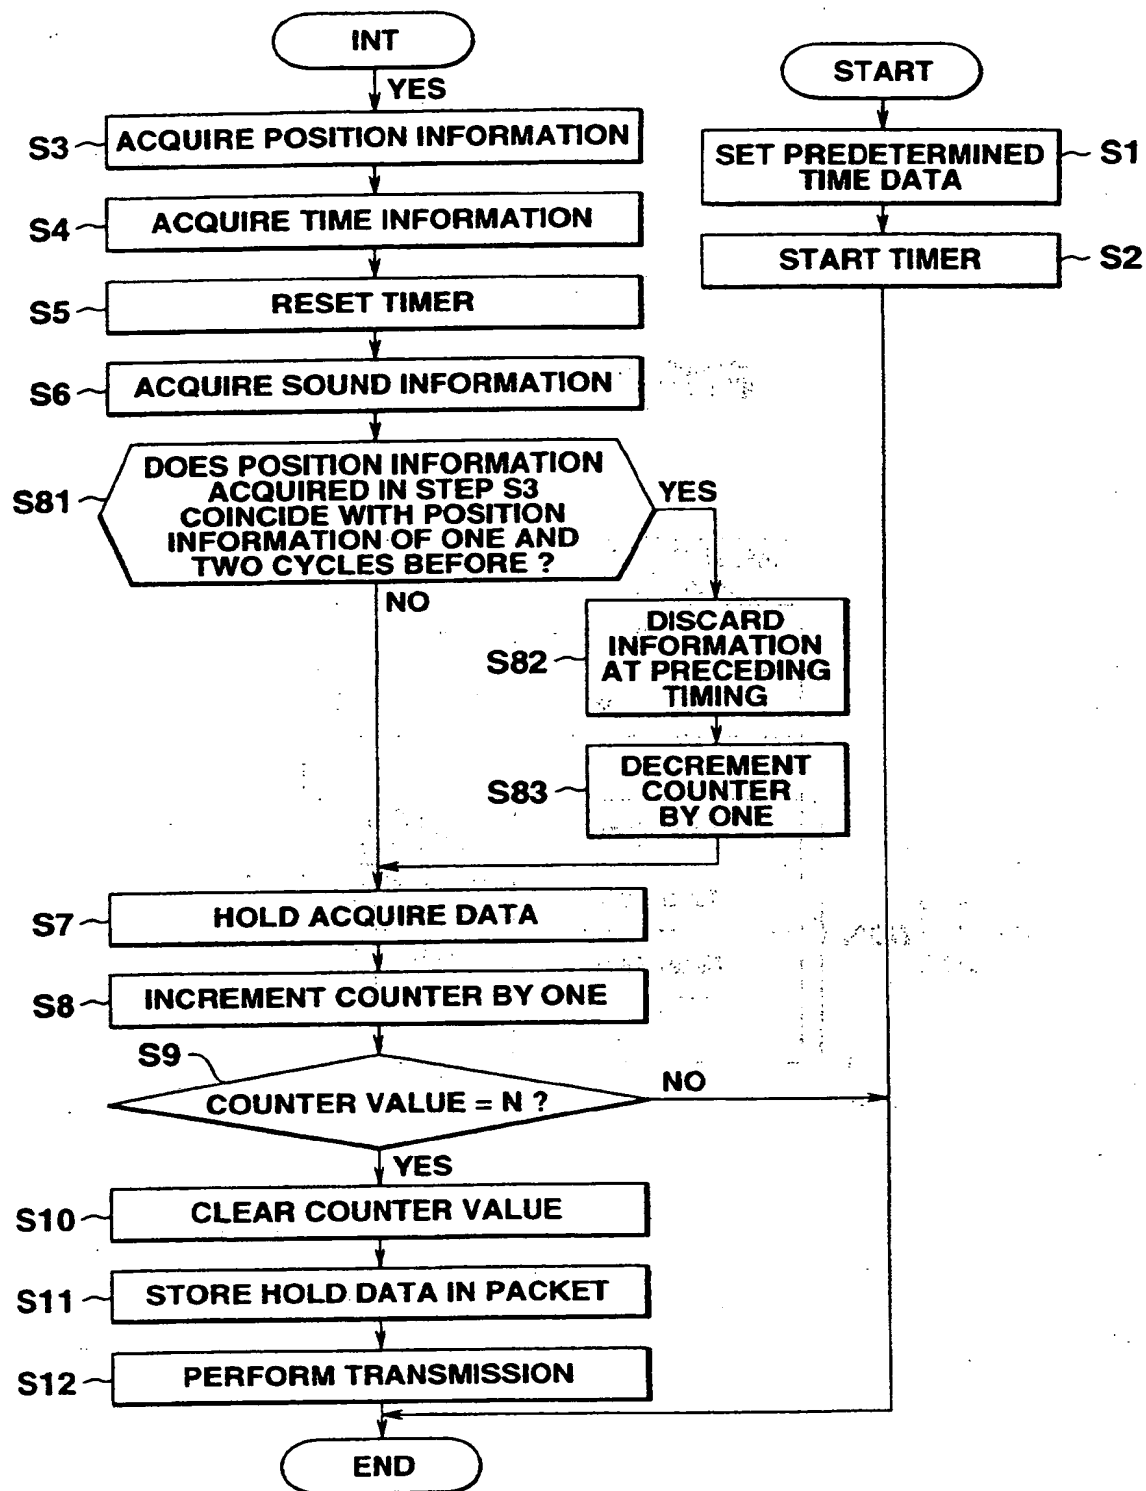 INT
YES
S3
ACQUIRE POSITION INFORMATION
S4
ACQUIRE TIME INFORMATION
S5
RESET TIMER
S6
ACQUIRE SOUND INFORMATION
S81
DOES POSITION INFORMATION
ACQUIRED IN STEP S3
COINCIDE WITH POSITION
INFORMATION OF ONE AND
TWO CYCLES BEFORE ?
YES
NO
S82
DISCARD
INFORMATION
AT PRECEDING
TIMING
S83
DECREMENT
COUNTER
BY ONE
S7
HOLD ACQUIRE DATA
S8
INCREMENT COUNTER BY ONE
S9
COUNTER VALUE = N ?
NO
YES
S10
CLEAR COUNTER VALUE
S11
STORE HOLD DATA IN PACKET
S12
PERFORM TRANSMISSION
END
START
SET PREDETERMINED
TIME DATA
S1
START TIMER
S2